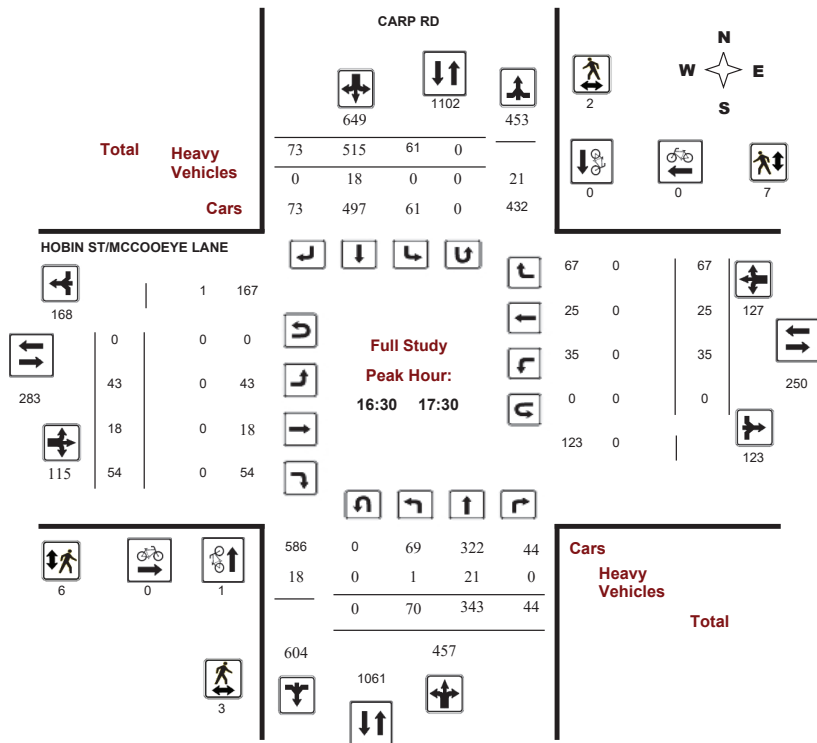 CARP RD
N
W E
S
1102
2
649 453
Total Heavy Vehicles
73 515 61 0
0 18 0 0 21
Cars 73 497 61 0 432
0 0 7
HOBIN ST/MCCOOEYE LANE
1 167
168
67 0 67
127
0 0 0
25 0 25
Full Study
Peak Hour:
16:30 17:30
283
43 0 43
35 0 35
250
18 0 18
0 0 0
115
54 0 54
123 0
123
586 0 69 322 44 Cars
18 0 1 21 0 Heavy Vehicles
0 70 343 44 Total
6 0 1
604 457
1061
3